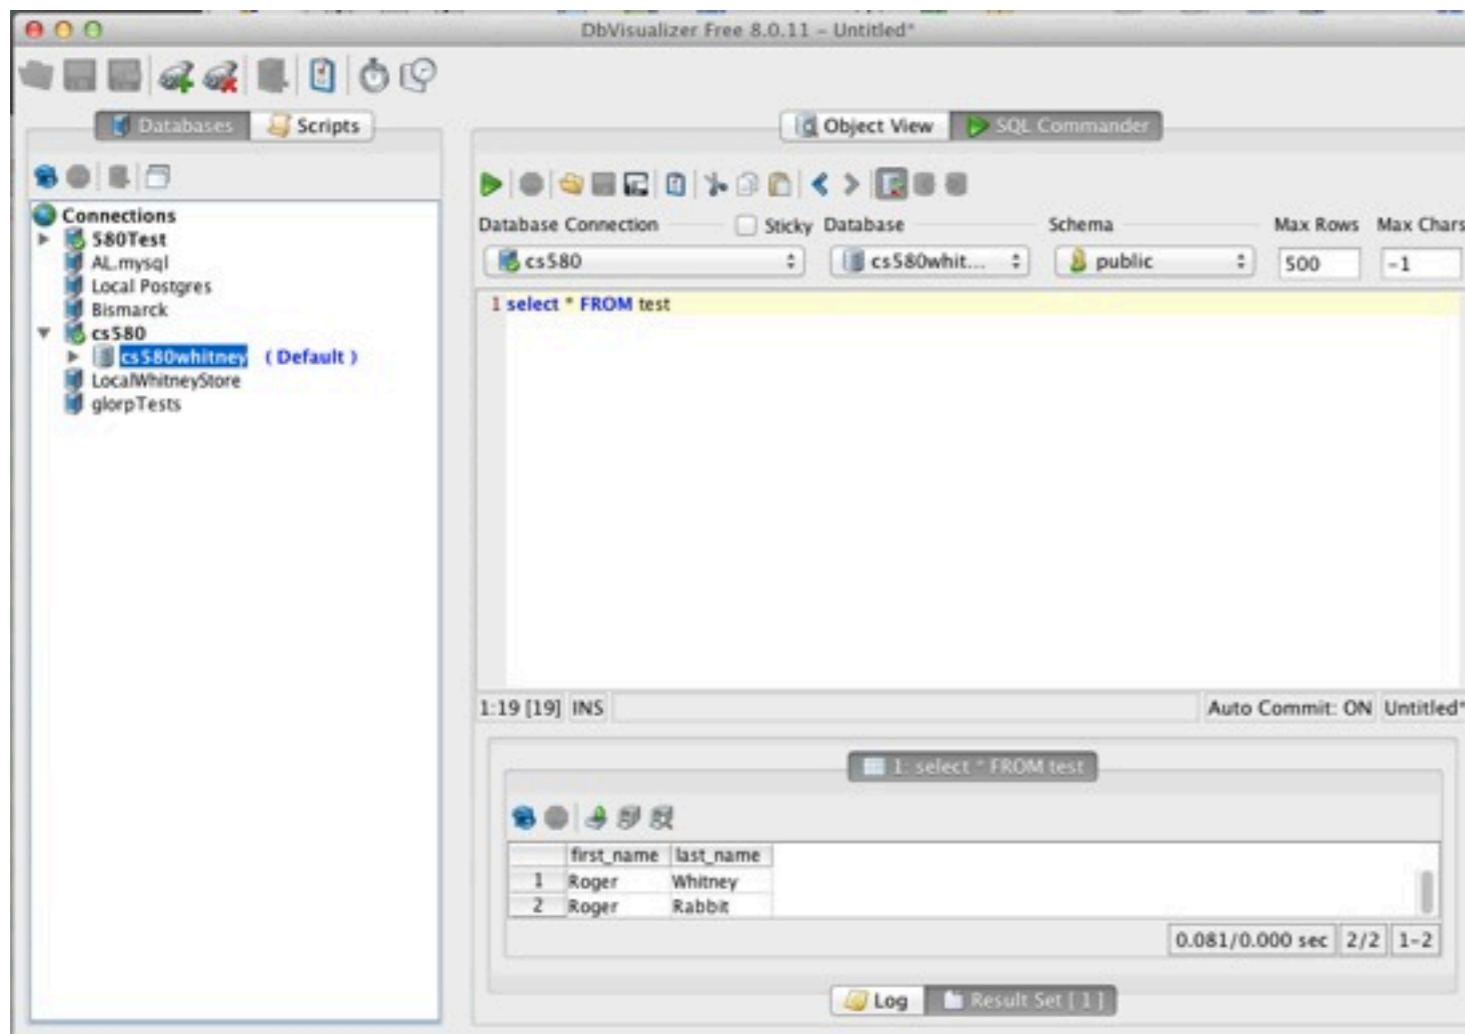 DbVisualizer Free 8.0.11 – Untitled*
Databases Scripts
Object View SQL Commander
Connections
580Test
AL.mysql
Local Postgres
Bismarck
cs580
cs580whitney (Default)
LocalWhitneyStore
glorpTests
Database Connection Sticky Database Schema Max Rows Max Chars
cs580 cs580whit... public 500 -1
1 select * FROM test
1:19 [19] INS Auto Commit: ON Untitled*
1: select * FROM test
first_name last_name
1 Roger Whitney
2 Roger Rabbit
0.081/0.000 sec 2/2 1-2
Log Result Set [ 1 ]